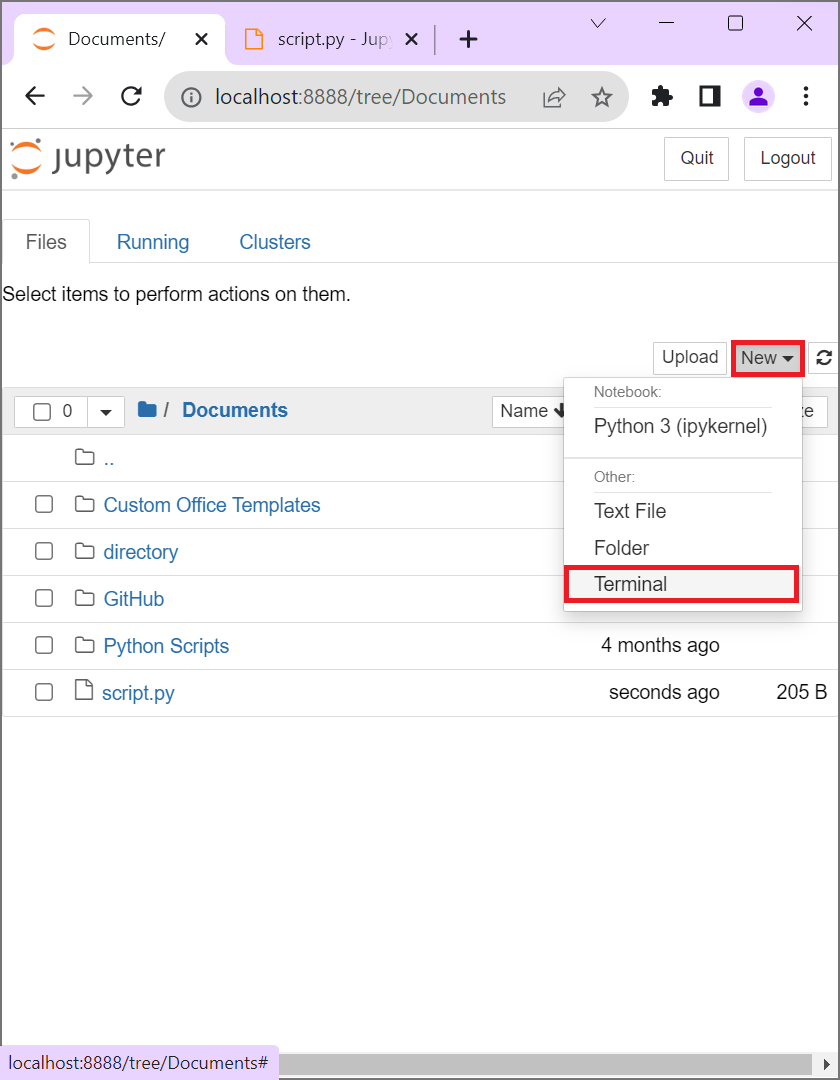 Documents/
script.py - Jupy
localhost:8888/tree/Documents
jupyter
Quit
Logout
Files
Running
Clusters
Select items to perform actions on them.
Upload
New
0
/
Documents
Name
ze
Notebook:
Python 3 (ipykernel)
Other:
Text File
Folder
Terminal
..
Custom Office Templates
directory
GitHub
Python Scripts 4 months ago
script.py seconds ago 205 B
localhost:8888/tree/Documents#